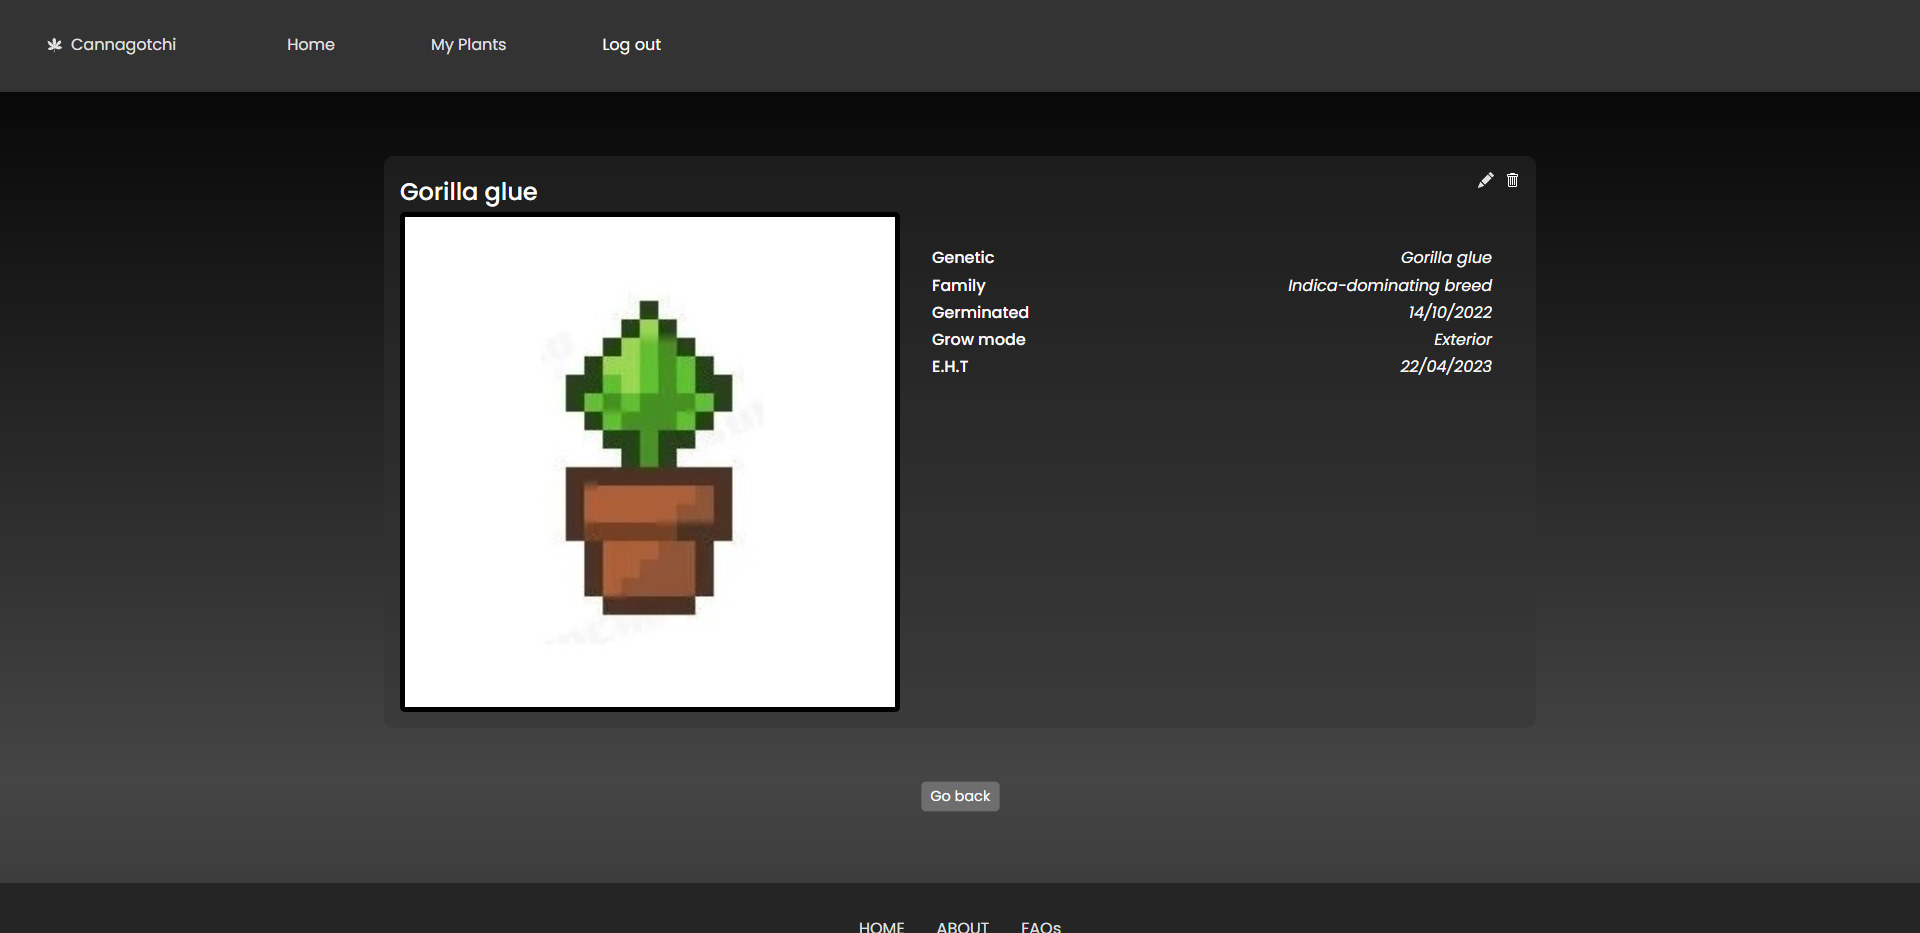 Cannagotchi Home My Plants Log out
Gorilla glue
Genetic Gorilla glue
Family Indica-dominating breed
Germinated 14/10/2022
Grow mode Exterior
E.H.T 22/04/2023
Go back
HOME ABOUT FAQs